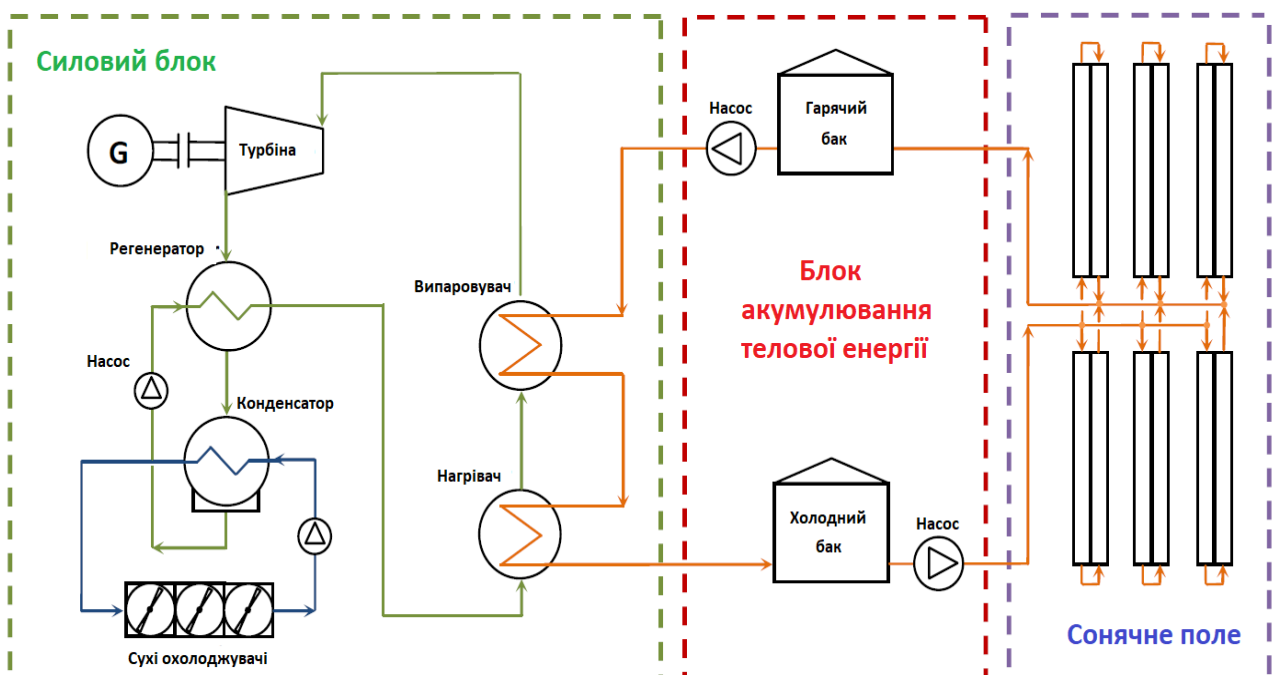 Силовий блок
Насос
Гарячий
бак
G
Турбіна
Регенератор
Випаровувач
Блок
акумулювання
телової енергії
Насос
Конденсатор
Нагрівач
Холодний
бак
Насос
Сонячне поле
Сухі охолоджувачі